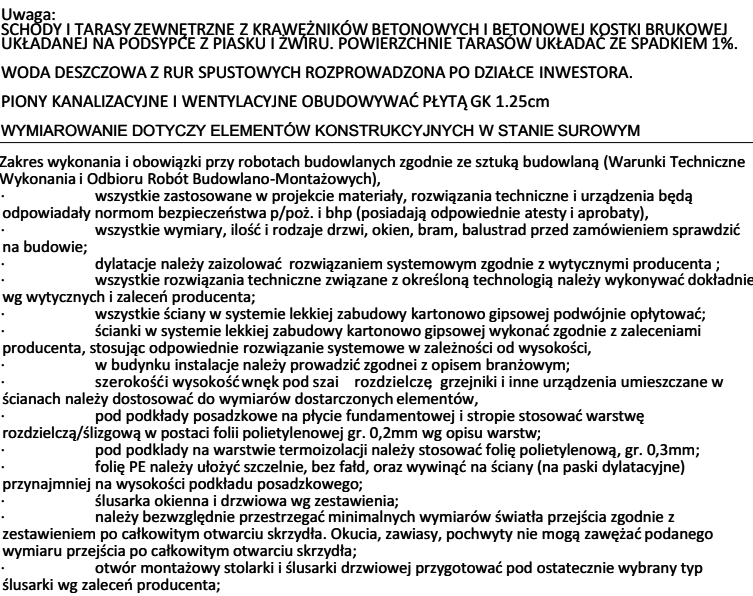 Uwaga:
SCHODY I TARASY ZEWNĘTRZNE Z KRAWĘŻNIKÓW BETONOWYCH I BETONOWEJ KOSTKI BRUKOWEJ
UKŁADANEJ NA PODSYPCE Z PIASKU I ŻWIRU. POWIERZCHNIE TARASÓW UKŁADAĆ ZE SPADKIEM 1%.
WODA DESZCZOWA Z RUR SPUSTOWYCH ROZPROWADZONA PO DZIAŁCE INWESTORA.
PIONY KANALIZACYJNE I WENTYLACYJNE OBUDOWYWAĆ PŁYTĄ GK 1.25cm
WYMIAROWANIE DOTYCZY ELEMENTÓW KONSTRUKCYJNYCH W STANIE SUROWYM
Zakres wykonania i obowiązki przy robotach budowlanych zgodnie ze sztuką budowlaną (Warunki Techniczne
Wykonania i Odbioru Robót Budowlano-Montażowych),
· wszystkie zastosowane w projekcie materiały, rozwiązania techniczne i urządzenia będą
odpowiadały normom bezpieczeństwa p/poż. i bhp (posiadają odpowiednie atesty i aprobaty),
· wszystkie wymiary, ilość i rodzaje drzwi, okien, bram, balustrad przed zamówieniem sprawdzić
na budowie;
· dylatacje należy zaizolować rozwiązaniem systemowym zgodnie z wytycznymi producenta ;
· wszystkie rozwiązania techniczne związane z określoną technologią należy wykonywać dokładnie
wg wytycznych i zaleceń producenta;
· wszystkie ściany w systemie lekkiej zabudowy kartonowo gipsowej podwójnie opłytować;
· ścianki w systemie lekkiej zabudowy kartonowo gipsowej wykonać zgodnie z zaleceniami
producenta, stosując odpowiednie rozwiązanie systemowe w zależności od wysokości,
· w budynku instalacje należy prowadzić zgodnei z opisem branżowym;
· szerokośći wysokość wnęk pod szai rozdzielczę grzejniki i inne urządzenia umieszczane w
ścianach należy dostosować do wymiarów dostarczonych elementów,
· pod podkłady posadzkowe na płycie fundamentowej i stropie stosować warstwę
rozdzielczą/ślizgową w postaci folii polietylenowej gr. 0,2mm wg opisu warstw;
· pod podklady na warstwie termoizolacji należy stosować folię polietylenową, gr. 0,3mm;
· folię PE należy ułożyć szczelnie, bez fałd, oraz wywinąć na ściany (na paski dylatacyjne)
przynajmniej na wysokości podkładu posadzkowego;
· ślusarka okienna i drzwiowa wg zestawienia;
· należy bezwzględnie przestrzegać minimalnych wymiarów światła przejścia zgodnie z
zestawieniem po całkowitym otwarciu skrzydła. Okucia, zawiasy, pochwyty nie mogą zawężać podanego
wymiaru przejścia po całkowitym otwarciu skrzydła;
· otwór montażowy stolarki i ślusarki drzwiowej przygotować pod ostatecznie wybrany typ
ślusarki wg zaleceń producenta;